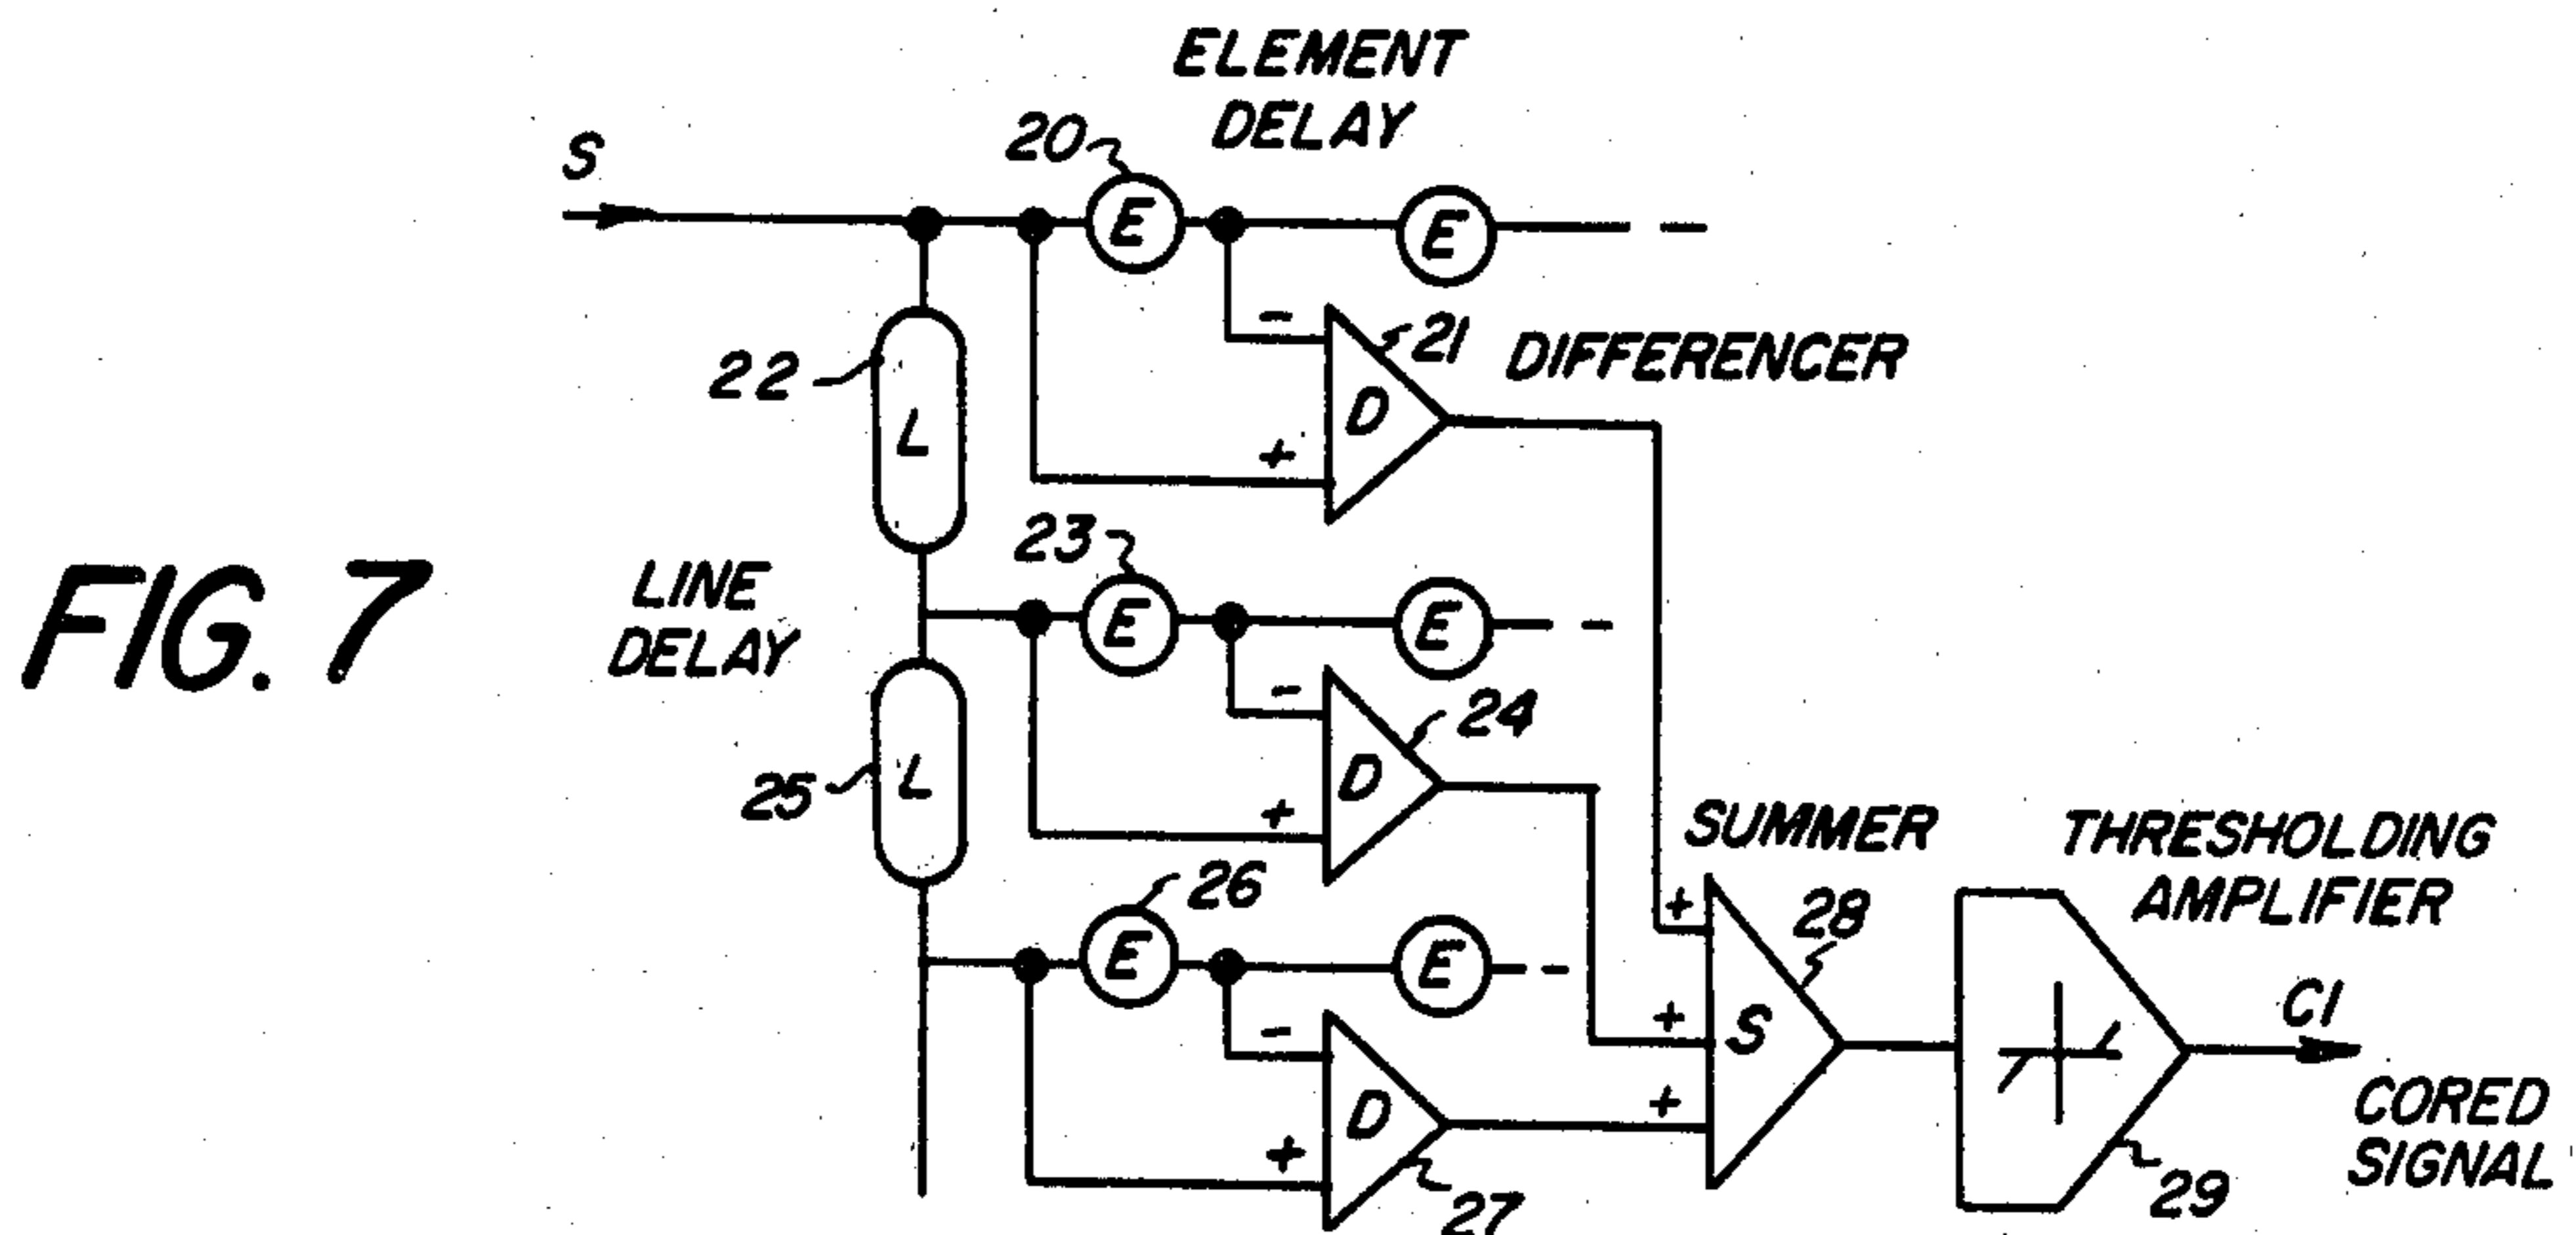 ELEMENT
DELAY
S
20
E
E
-
21
DIFFERENCER
22
L
D
+
23
FIG. 7
LINE
DELAY
E
E
-
24
25
L
D
+
26
SUMMER
THRESHOLDING
AMPLIFIER
E
E
+
28
-
+
S
C1
D
+
CORED
SIGNAL
+
27
29